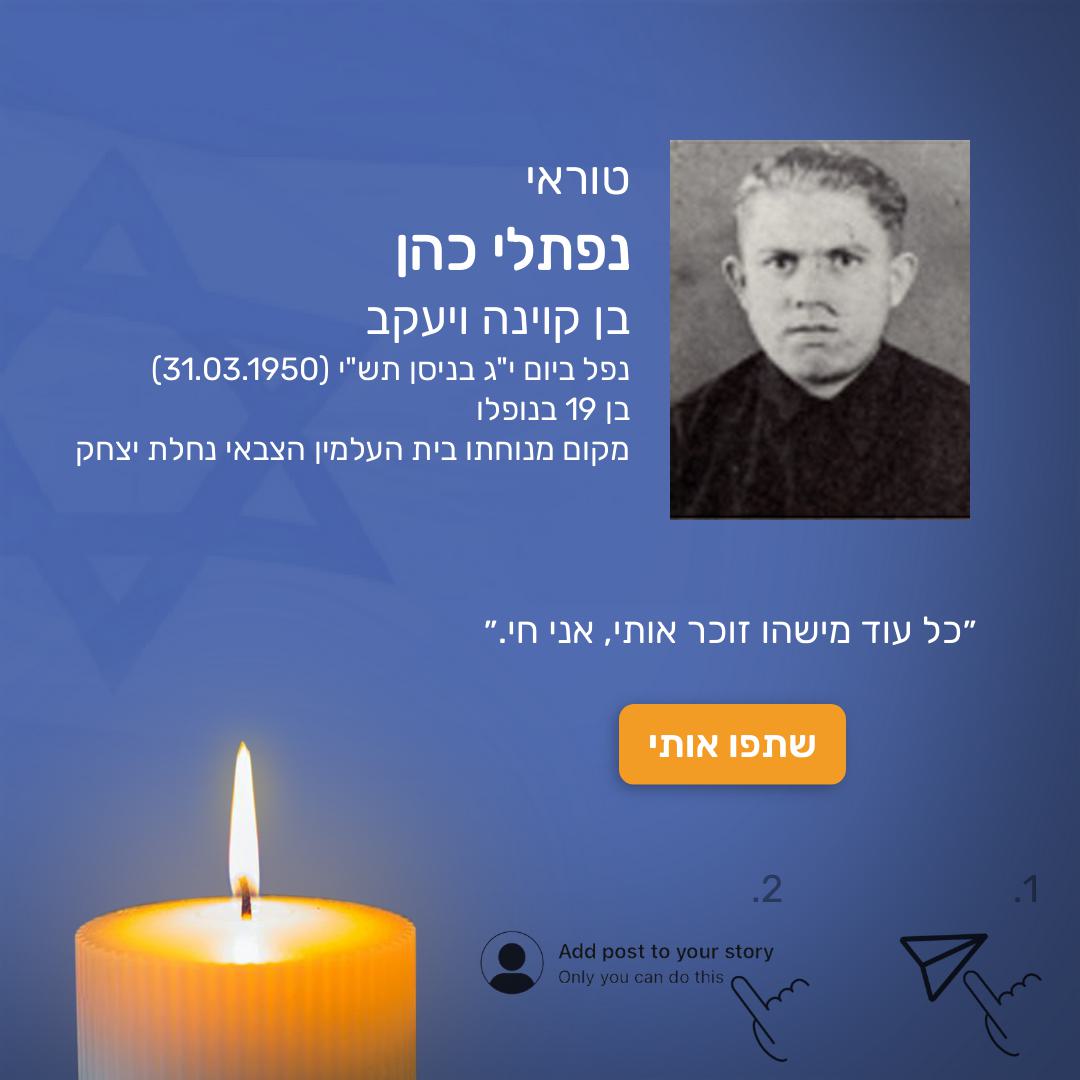 טוראי
נפתלי כהן
בן קוינה ויעקב
נפל ביום י"ג בניסן תש"י (31.03.1950)
בן 19 בנופלו
מקום מנוחתו בית העלמין הצבאי נחלת יצחק
״כל עוד מישהו זוכר אותי, אני חי.״
שתפו אותי
.1
.2
Add post to your story
Only you can do this